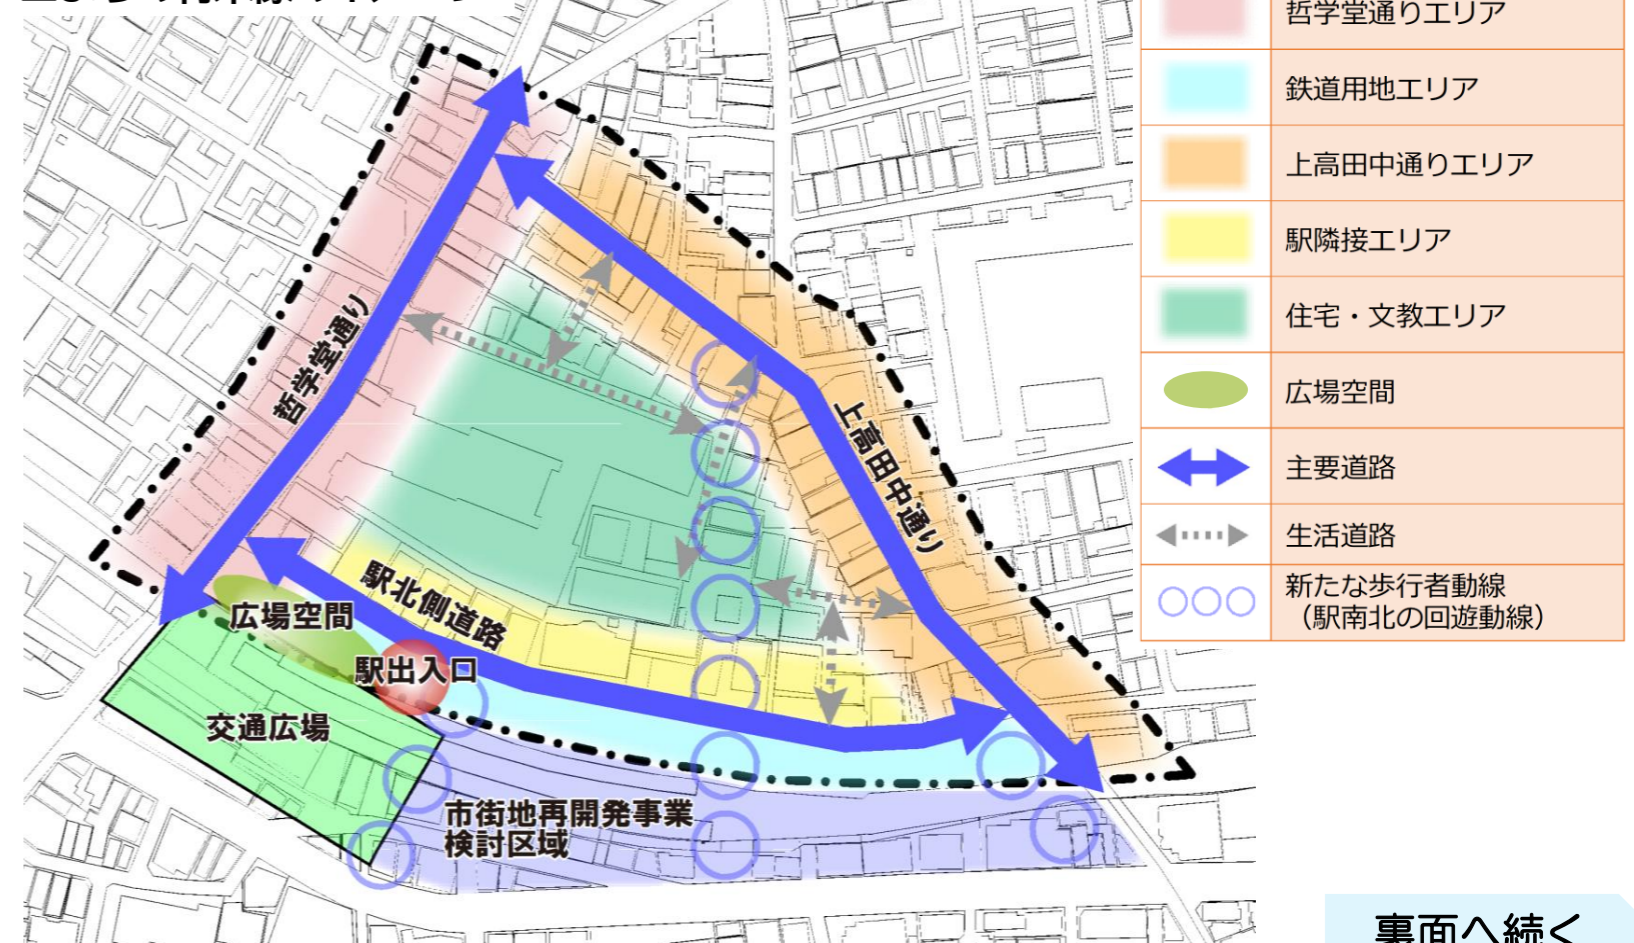 哲学堂通りエリア
鉄道用地エリア
上高田中通りエリア
駅隣接エリア
住宅・文教エリア
広場空間
主要道路
生活道路
新たな歩行者動線
（駅南北の回遊動線）
哲学堂通り
上高田中通り
駅北側道路
広場空間
駅出入口
交通広場
市街地再開発事業
検討区域
裏面へ続く